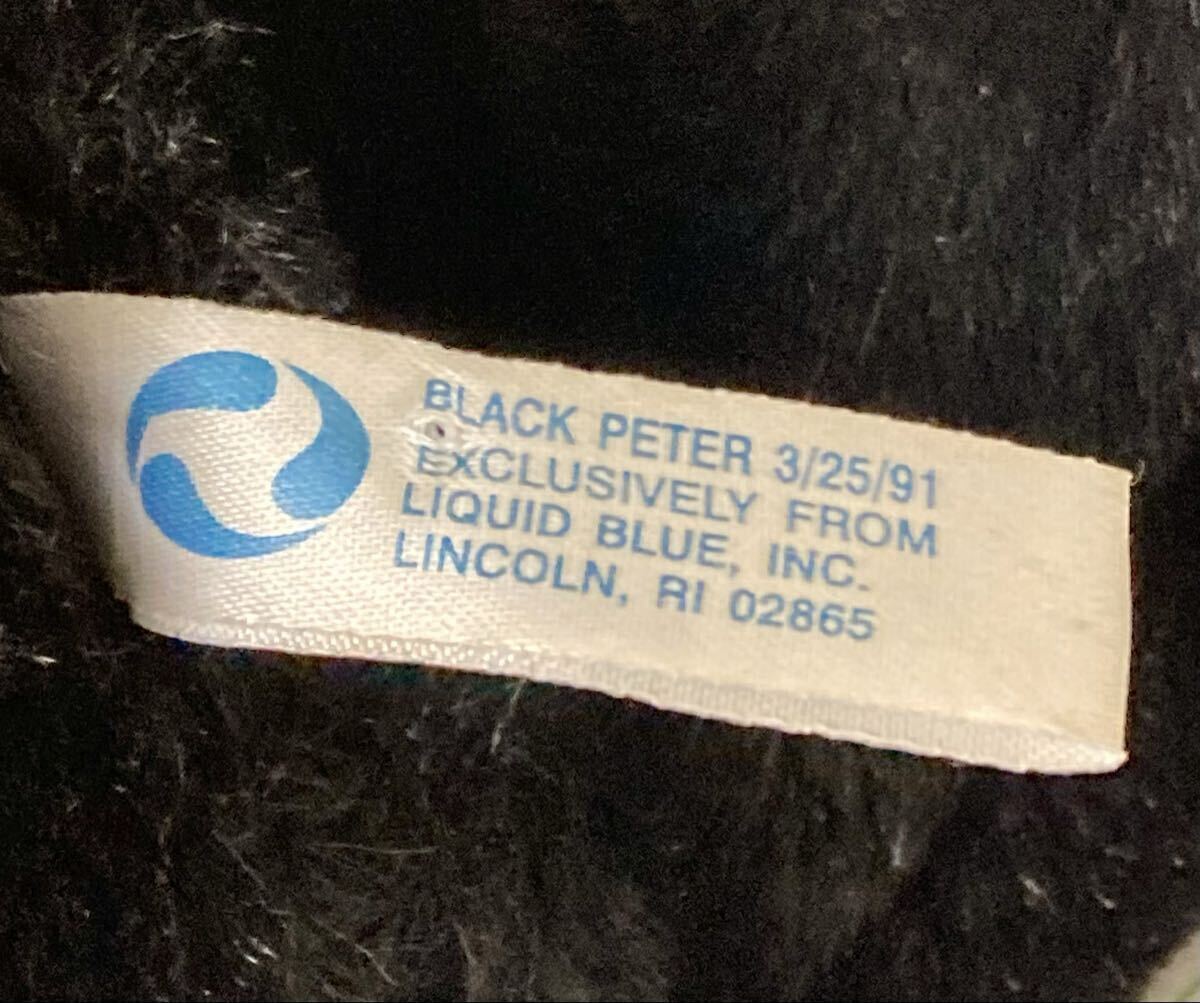 BLACK PETER 3/25/91
EXCLUSIVELY FROM
LIQUID BLUE, INC.
LINCOLN, RI 02865